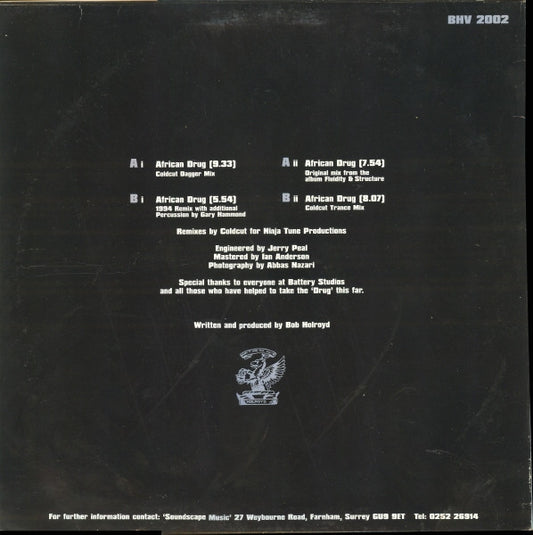 BHV 2002
A i African Drug [9.33]
Coldcut Dagger Mix
A ii African Drug [7.54]
Original mix from the
album Fluidity & Structure
B i African Drug [5.54]
1994 Remix with additional
Percussion by Gary Hammond
B ii African Drug [8.07]
Coldcut Trance Mix
Remixes by Coldcut for Ninja Tune Productions
Engineered by Jerry Peal
Mastered by Ian Anderson
Photography by Abbas Nazari
Special thanks to everyone at Battery Studios
and all those who have helped to take the 'Drug' this far.
Written and produced by Bob Holroyd
For further information contact: 'Soundscape Music' 27 Weybourne Road, Farnham, Surrey GU9 9ET Tel: 0252 26914